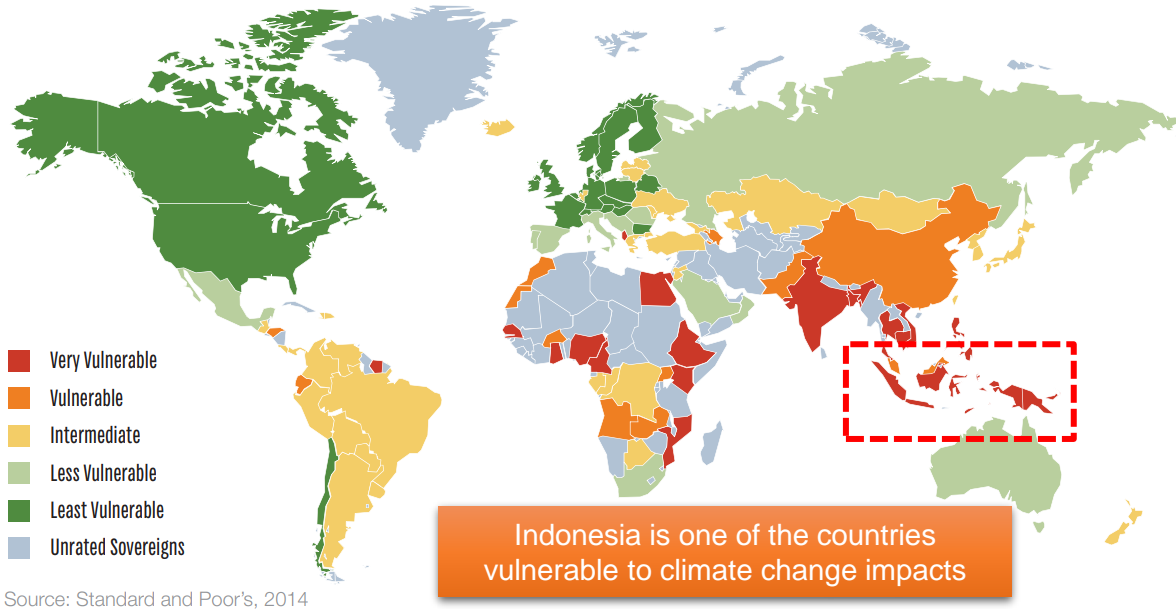 Very Vulnerable
Vulnerable
Intermediate
Less Vulnerable
Least Vulnerable
Unrated Sovereigns
Indonesia is one of the countries
vulnerable to climate change impacts
Source: Standard and Poor's, 2014